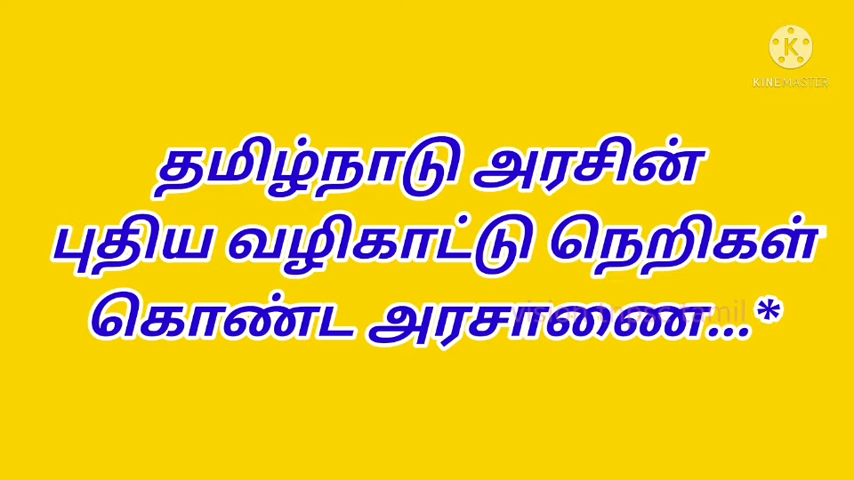 KINEMASTER
தமிழ்நாடு அரசின்
புதிய வழிகாட்டு நெறிகள்
கொண்ட அரசாணை...*